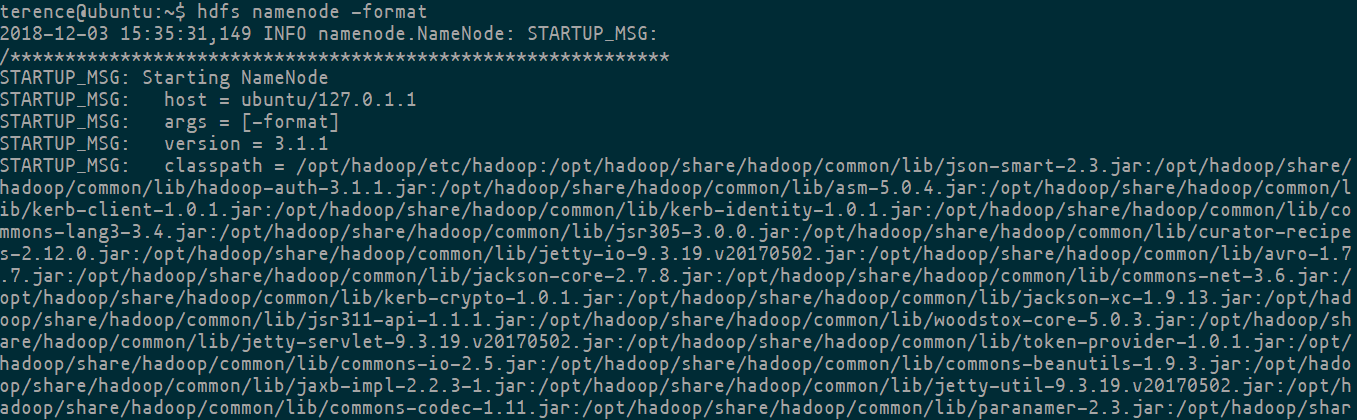 terence@ubuntu:~$ hdfs namenode -format
2018-12-03 15:35:31,149 INFO namenode.NameNode: STARTUP_MSG:
/************************************************************
STARTUP_MSG: Starting NameNode
STARTUP_MSG:   host = ubuntu/127.0.1.1
STARTUP_MSG:   args = [-format]
STARTUP_MSG:   version = 3.1.1
STARTUP_MSG:   classpath = /opt/hadoop/etc/hadoop:/opt/hadoop/share/hadoop/common/lib/json-smart-2.3.jar:/opt/hadoop/share/
hadoop/common/lib/hadoop-auth-3.1.1.jar:/opt/hadoop/share/hadoop/common/lib/asm-5.0.4.jar:/opt/hadoop/share/hadoop/common/l
ib/kerb-client-1.0.1.jar:/opt/hadoop/share/hadoop/common/lib/kerb-identity-1.0.1.jar:/opt/hadoop/share/hadoop/common/lib/co
mmons-lang3-3.4.jar:/opt/hadoop/share/hadoop/common/lib/jsr305-3.0.0.jar:/opt/hadoop/share/hadoop/common/lib/curator-recipe
s-2.12.0.jar:/opt/hadoop/share/hadoop/common/lib/jetty-io-9.3.19.v20170502.jar:/opt/hadoop/share/hadoop/common/lib/avro-1.7
.7.jar:/opt/hadoop/share/hadoop/common/lib/jackson-core-2.7.8.jar:/opt/hadoop/share/hadoop/common/lib/commons-net-3.6.jar:/
opt/hadoop/share/hadoop/common/lib/kerb-crypto-1.0.1.jar:/opt/hadoop/share/hadoop/common/lib/jackson-xc-1.9.13.jar:/opt/had
oop/share/hadoop/common/lib/jsr311-api-1.1.1.jar:/opt/hadoop/share/hadoop/common/lib/woodstox-core-5.0.3.jar:/opt/hadoop/sh
are/hadoop/common/lib/jetty-servlet-9.3.19.v20170502.jar:/opt/hadoop/share/hadoop/common/lib/token-provider-1.0.1.jar:/opt/
hadoop/share/hadoop/common/lib/commons-io-2.5.jar:/opt/hadoop/share/hadoop/common/lib/commons-beanutils-1.9.3.jar:/opt/hado
op/share/hadoop/common/lib/jaxb-impl-2.2.3-1.jar:/opt/hadoop/share/hadoop/common/lib/jetty-util-9.3.19.v20170502.jar:/opt/h
adoop/share/hadoop/common/lib/commons-codec-1.11.jar:/opt/hadoop/share/hadoop/common/lib/paranamer-2.3.jar:/opt/hadoop/shar